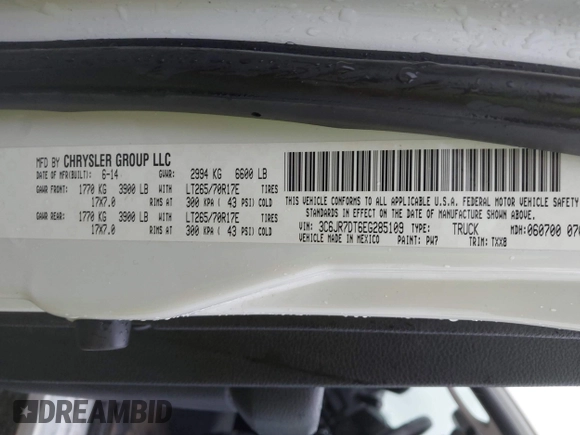 MFD BY CHRYSLER GROUP LLC
DATE OF MFR(BUILT): 6-14 GVWR: 2994 KG 6600 LB
GAWR FRONT: 1770 KG 3900 LB WITH LT265/70R17E TIRES
17X7.0 RIMS AT 300 KPA ( 43 PSI) COLD
GAWR REAR: 1770 KG 3900 LB WITH LT265/70R17E TIRES
17X7.0 RIMS AT 300 KPA ( 43 PSI) COLD
THIS VEHICLE CONFORMS TO ALL APPLICABLE U.S.A. FEDERAL MOTOR VEHICLE SAFETY
STANDARDS IN EFFECT ON THE DATE OF MANUFACTURE SHOWN ABOVE.
VIN: 3C6JR7DT6EG285109 TYPE: TRUCK MDH: 060700
VEHICLE MADE IN MEXICO PAINT: PW7 TRIM: TXX8
DREAMBID